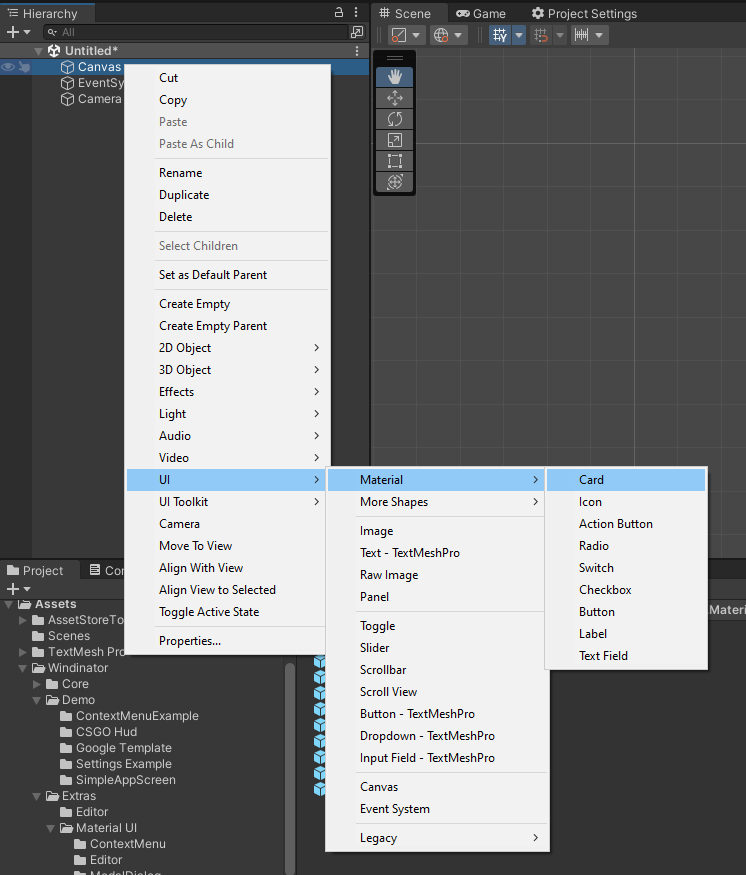 Hierarchy
Scene
Game
Project Settings
All
Untitled*
Canvas
EventSy
Camera
Cut
Copy
Paste
Paste As Child
Rename
Duplicate
Delete
Select Children
Set as Default Parent
Create Empty
Create Empty Parent
2D Object
3D Object
Effects
Light
Audio
Video
UI
UI Toolkit
Camera
Move To View
Align With View
Align View to Selected
Toggle Active State
Properties...
Material
More Shapes
Image
Text - TextMeshPro
Raw Image
Panel
Toggle
Slider
Scrollbar
Scroll View
Button - TextMeshPro
Dropdown - TextMeshPro
Input Field - TextMeshPro
Canvas
Event System
Legacy
Card
Icon
Action Button
Radio
Switch
Checkbox
Button
Label
Text Field
Project
Con
Materi
Assets
AssetStoreTo
Scenes
TextMesh Pro
Windinator
Core
Demo
ContextMenuExample
CSGO Hud
Google Template
Settings Example
SimpleAppScreen
Extras
Editor
Material UI
ContextMenu
Editor
ModalDialog